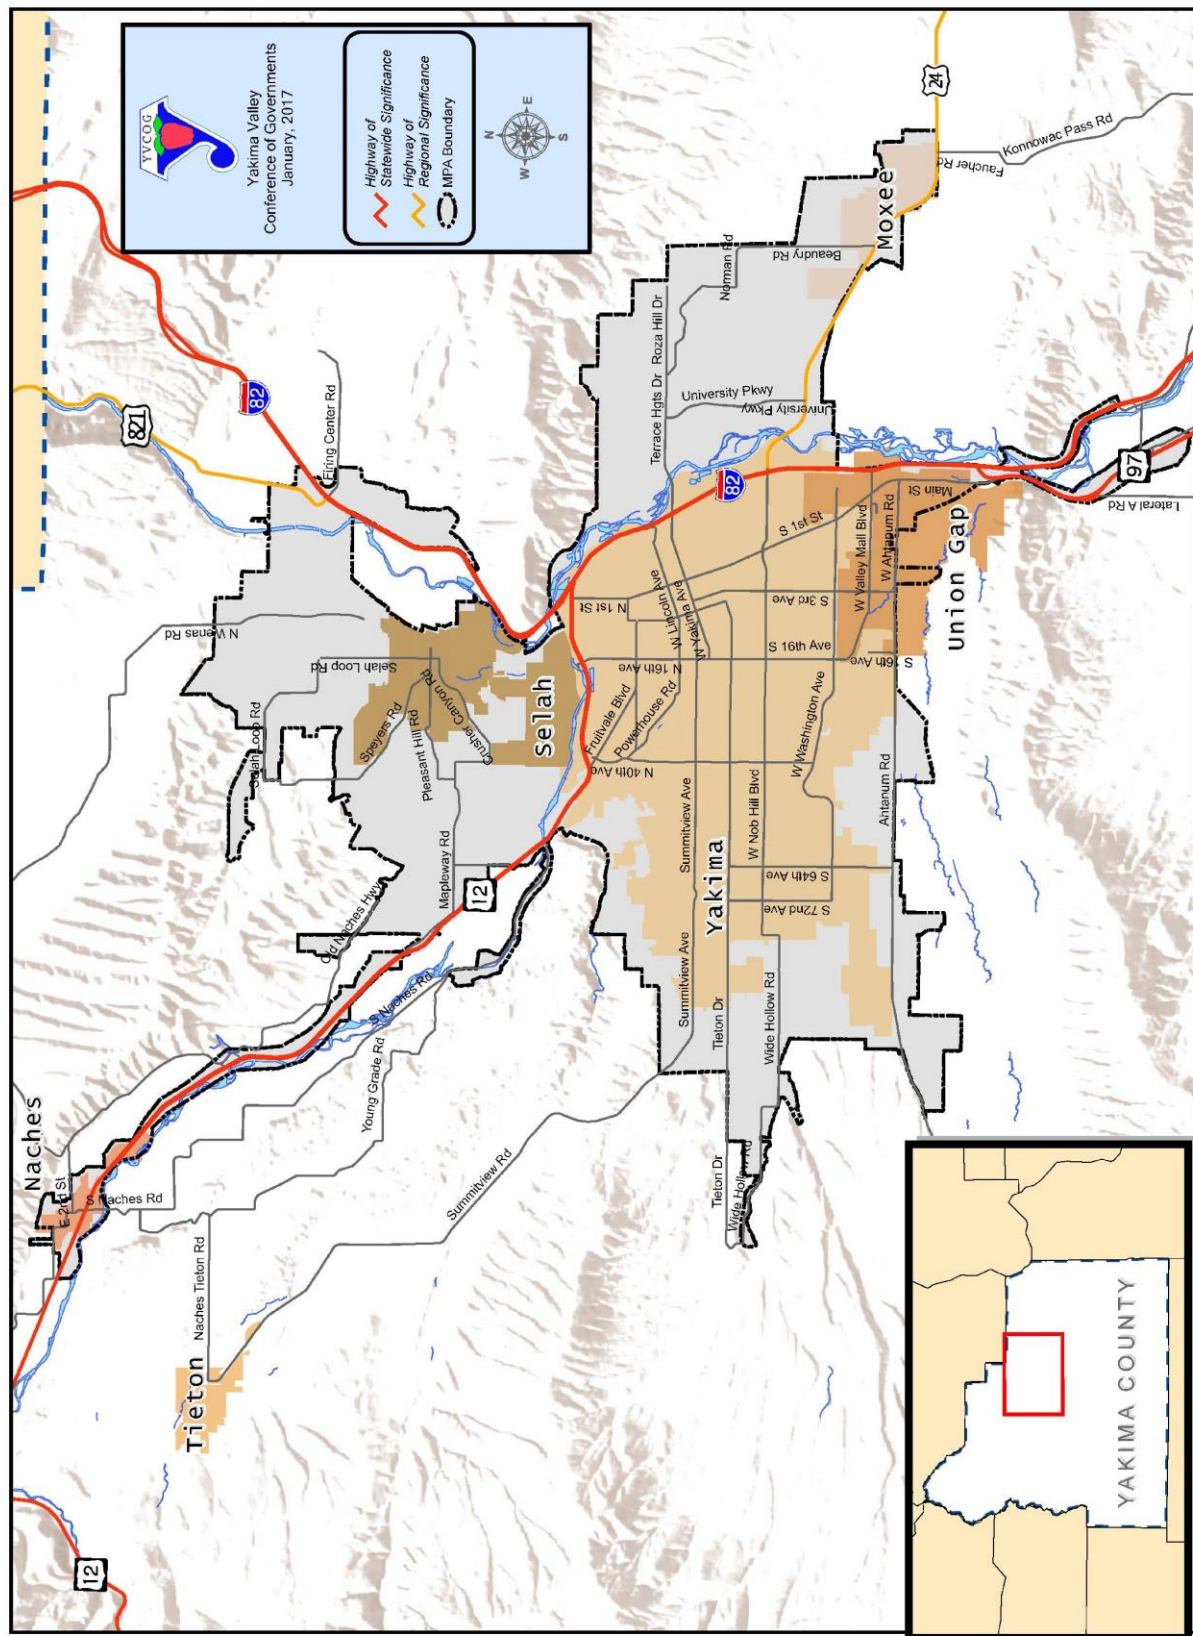 YVCOG
Yakima Valley
Conference of Governments
January, 2017
Highway of
Statewide Significance
Highway of
Regional Significance
MPA Boundary
N
E
S
W
12
Naches
E 2nd St
S Naches Rd
Tieton
Naches Tieton Rd
Young Grade Rd
Summitview Rd
S Naches Rd
Old Naches Hwy
12
Mapleway Rd
Selah Loop Rd
Speyers Rd
Pleasant Hill Rd
Crusher Canyon Rd
Selah Loop Rd
N Wenas Rd
Selah
821
82
Firing Center Rd
Fruitvale Blvd
Powerhouse Rd
N 40th Ave
N 16th Ave
N 1st St
W Lincoln Ave
W Yakima Ave
Summitview Ave
Summitview Ave
Yakima
Tieton Dr
Tieton Dr
Wide Hollow Rd
Wide Hollow Rd
W Nob Hill Blvd
S 64th Ave
S 72nd Ave
W Washington Ave
S 16th Ave
S 16th Ave
S 3rd Ave
S 1st St
82
Terrace Hgts Dr
Roza Hill Dr
University Pkwy
University Pkwy
Norman Rd
Beaudry Rd
Moxee
24
Faucher Rd
Konnowac Pass Rd
W Valley Mall Blvd
W Ahtanum Rd
Ahtanum Rd
Main St
Union Gap
97
Lateral A Rd
YAKIMA COUNTY